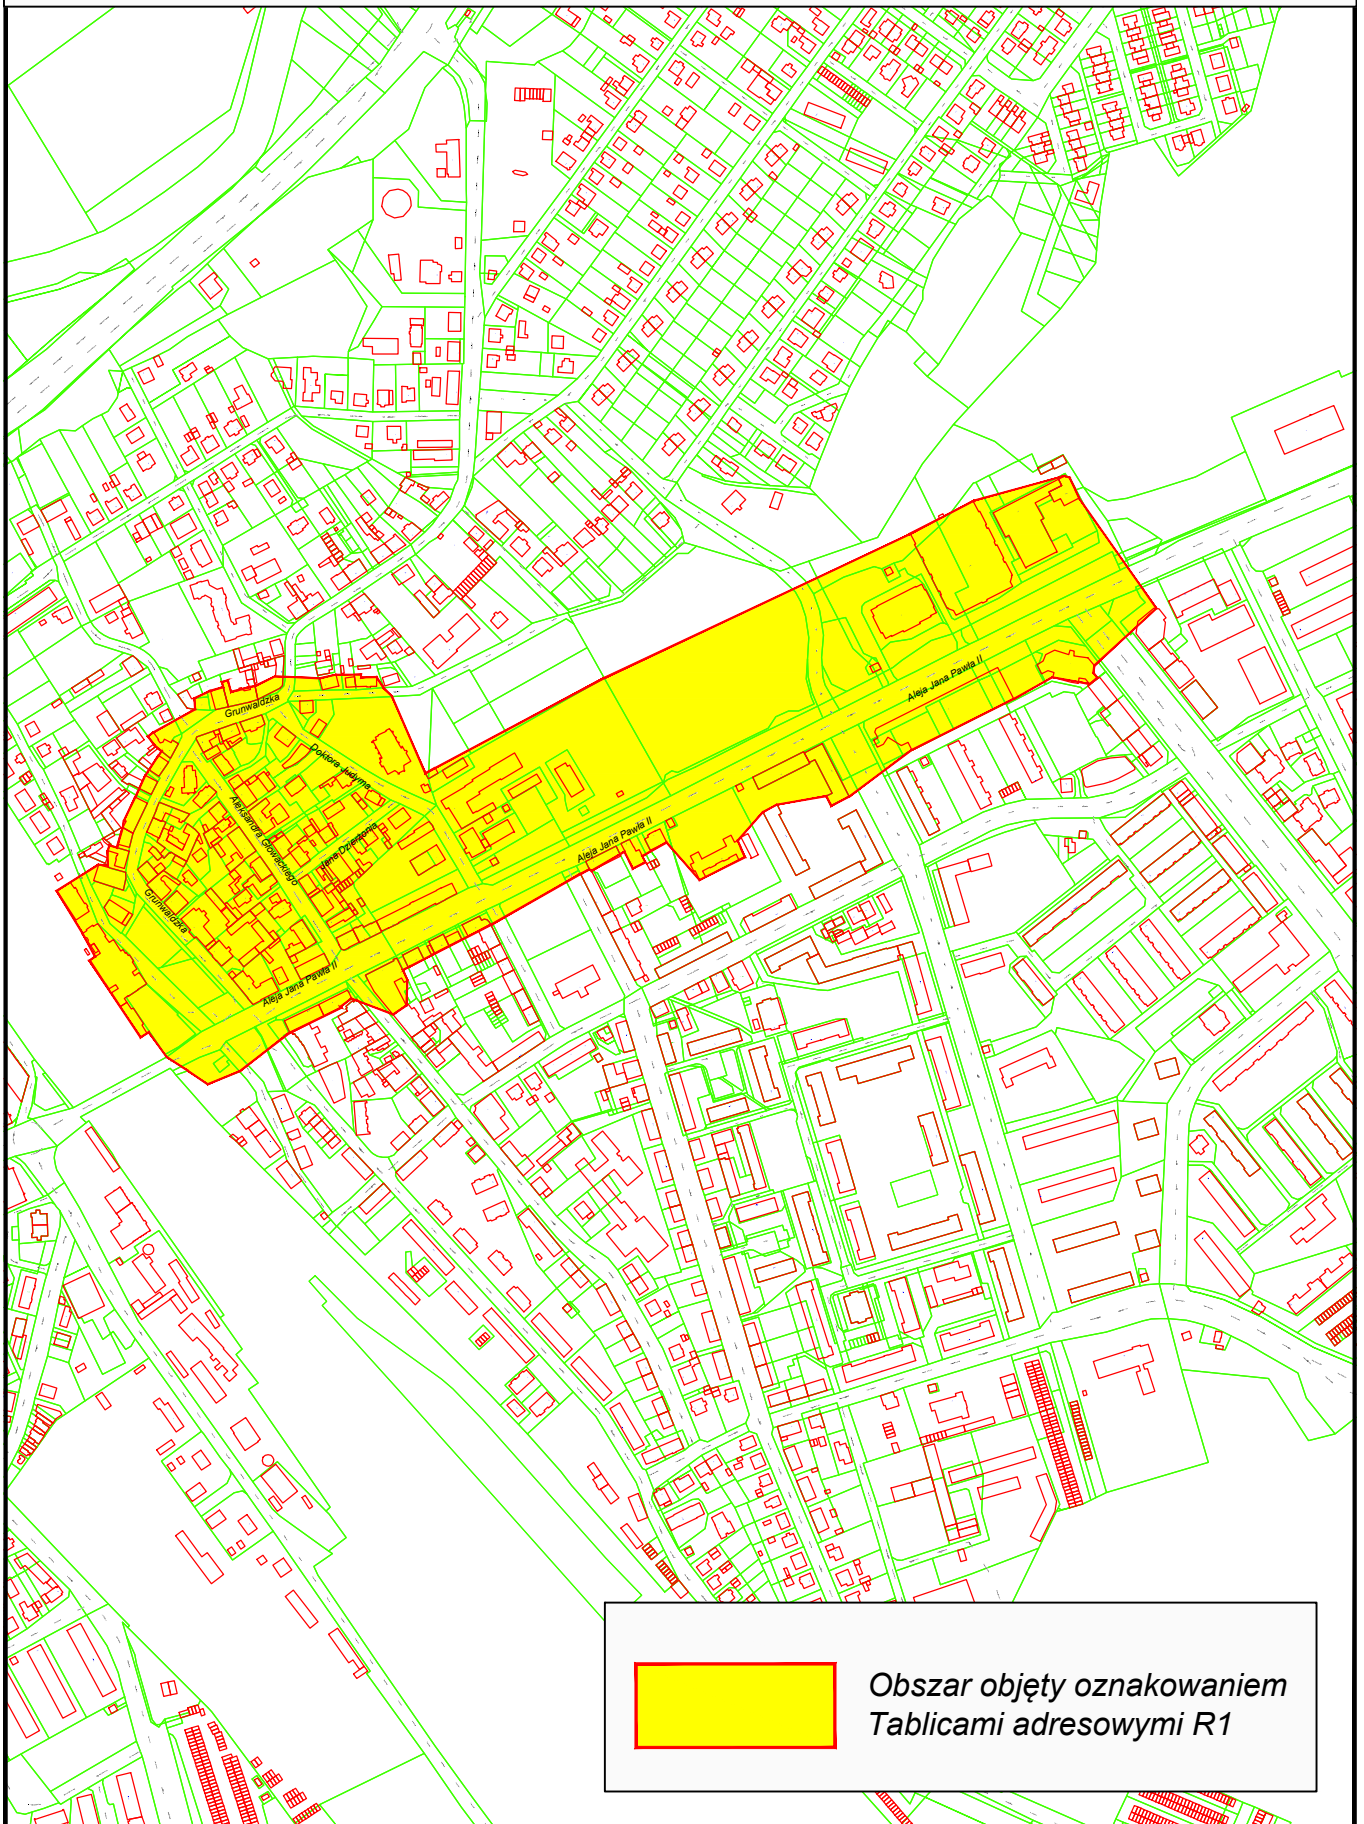 Aleja Jana Pawła II
Grunwaldzka
Doktora Judyma
Aleksandra Głowackiego
Jana Dzierżonia
Aleja Jana Pawła II
Grunwaldzka
Aleja Jana Pawła II
Obszar objęty oznakowaniem
Tablicami adresowymi R1